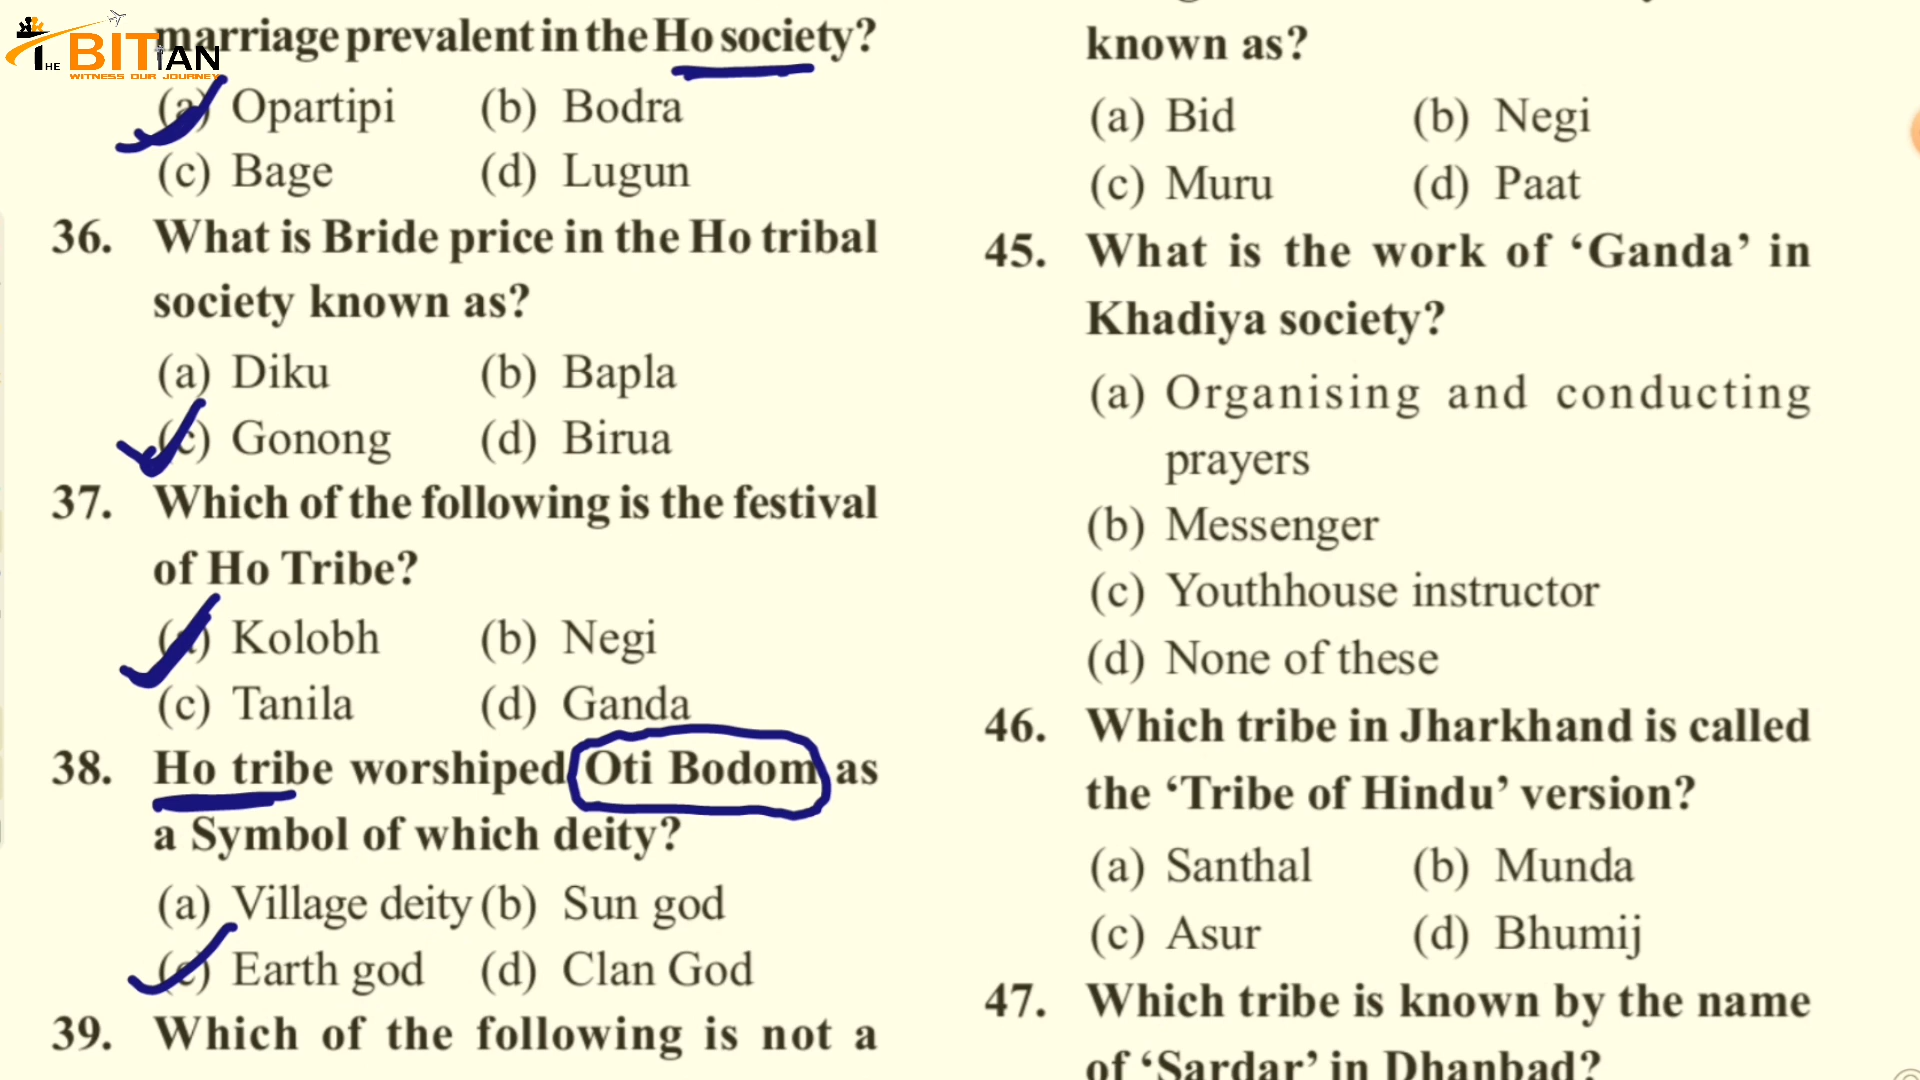 THE BITIAN
WITNESS OUR JOURNEY
marriage prevalent in the Ho society?
(a) Opartipi (b) Bodra
(c) Bage (d) Lugun
36. What is Bride price in the Ho tribal
society known as?
(a) Diku (b) Bapla
(c) Gonong (d) Birua
37. Which of the following is the festival
of Ho Tribe?
(a) Kolobh (b) Negi
(c) Tanila (d) Ganda
38. Ho tribe worshiped Oti Bodom as
a Symbol of which deity?
(a) Village deity (b) Sun god
(c) Earth god (d) Clan God
39. Which of the following is not a
known as?
(a) Bid (b) Negi
(c) Muru (d) Paat
45. What is the work of ‘Ganda’ in
Khadiya society?
(a) Organising and conducting
prayers
(b) Messenger
(c) Youthhouse instructor
(d) None of these
46. Which tribe in Jharkhand is called
the ‘Tribe of Hindu’ version?
(a) Santhal (b) Munda
(c) Asur (d) Bhumij
47. Which tribe is known by the name
of ‘Sardar’ in Dhanbad?